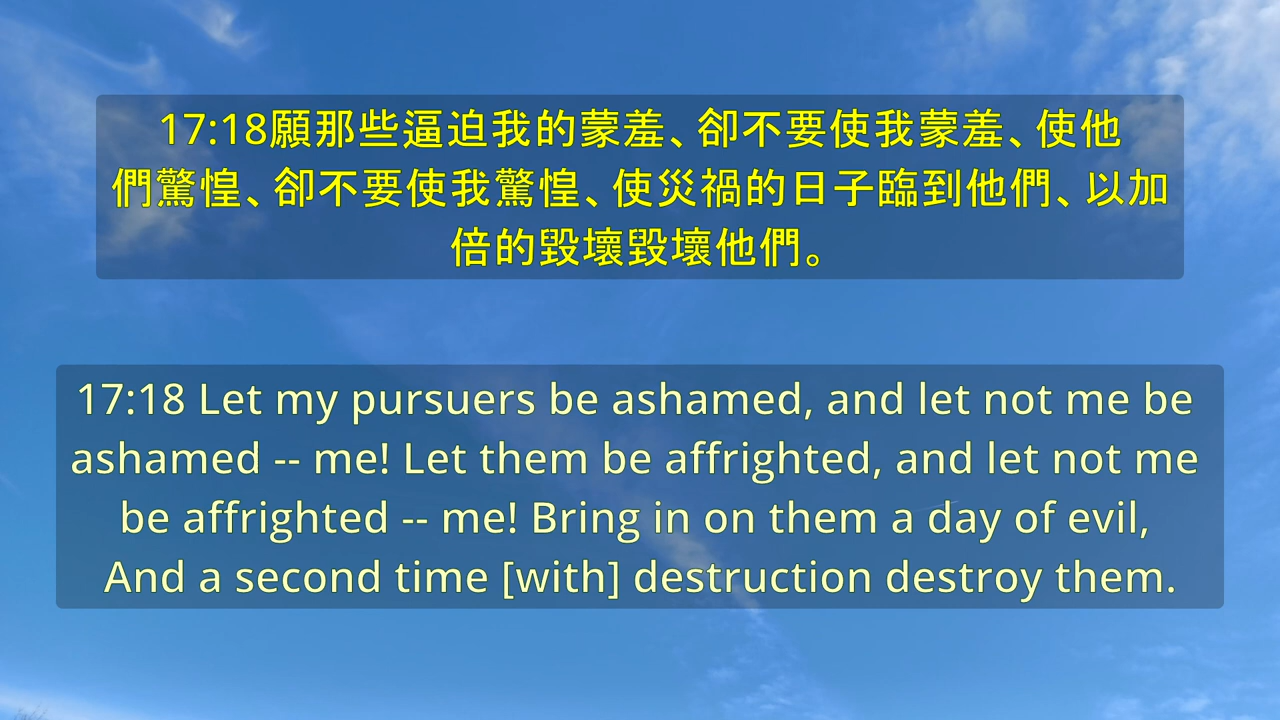 17:18願那些逼迫我的蒙羞、卻不要使我蒙羞、使他
們驚惶、卻不要使我驚惶、使災禍的日子臨到他們、以加
倍的毀壞毀壞他們。
17:18 Let my pursuers be ashamed, and let not me be
ashamed -- me! Let them be affrighted, and let not me
be affrighted -- me! Bring in on them a day of evil,
And a second time [with] destruction destroy them.